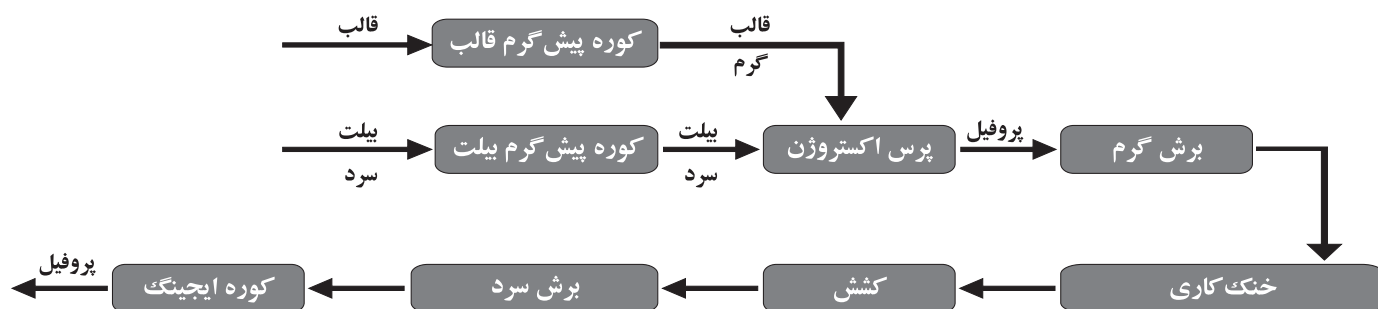 قالب
کوره پیش‌گرم قالب
قالب
گرم
بیلت
سرد
کوره پیش‌گرم بیلت
بیلت
سرد
پرس اکستروژن
پروفیل
برش گرم
خنک‌کاری
کشش
برش سرد
کوره ایجینگ
پروفیل